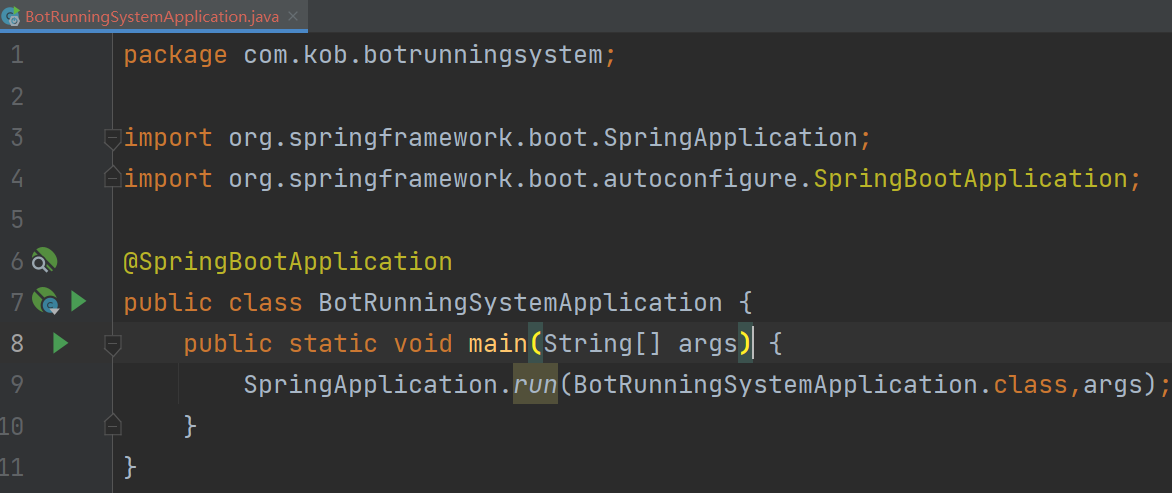 BotRunningSystemApplication.java
1 package com.kob.botrunningsystem;
2
3 import org.springframework.boot.SpringApplication;
4 import org.springframework.boot.autoconfigure.SpringBootApplication;
5
6 @SpringBootApplication
7 public class BotRunningSystemApplication {
8 public static void main(String[] args) {
9 SpringApplication.run(BotRunningSystemApplication.class,args);
10 }
11 }